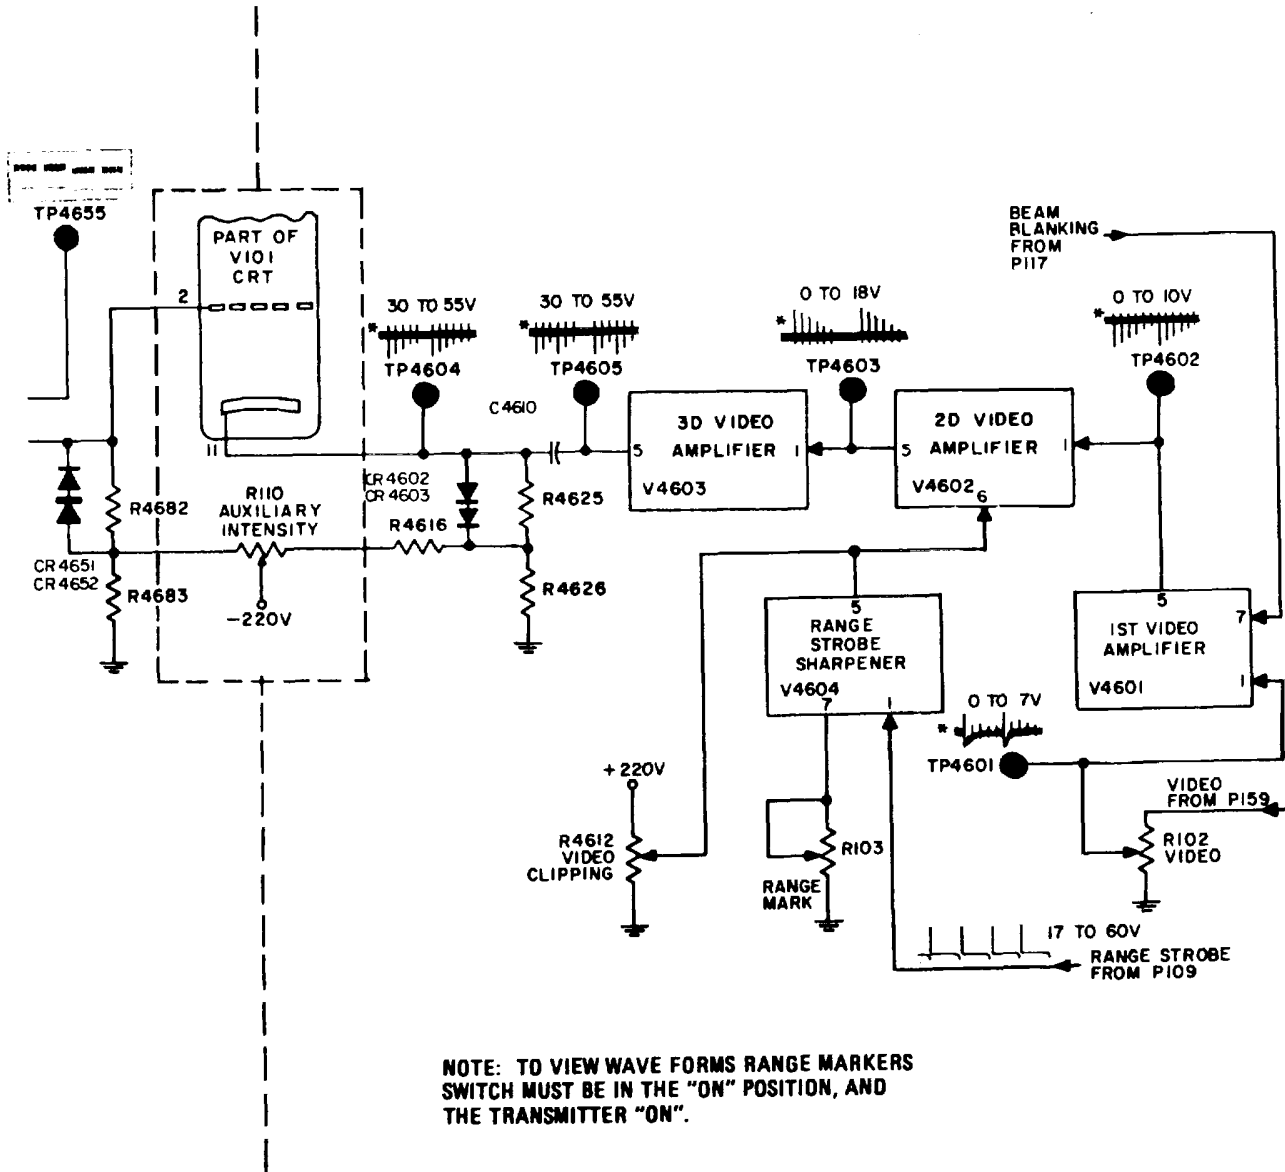 TP4655
PART OF
V101
CRT
2
11
30 TO 55V
*
TP4604
30 TO 55V
*
TP4605
C4610
0 TO 18V
*
TP4603
BEAM
BLANKING
FROM
P117
0 TO 10V
*
TP4602
3D VIDEO
AMPLIFIER
5
1
V4603
2D VIDEO
AMPLIFIER
5
1
V4602
6
CR4602
CR4603
R4625
R4616
R4626
R110
AUXILIARY
INTENSITY
-220V
R4682
CR4651
CR4652
R4683
5
RANGE
STROBE
SHARPENER
V4604
7
1
5
7
1ST VIDEO
AMPLIFIER
1
V4601
0 TO 7V
*
TP4601
+220V
R4612
VIDEO
CLIPPING
R103
RANGE
MARK
VIDEO
FROM P159
R102
VIDEO
17 TO 60V
RANGE STROBE
FROM P109
NOTE: TO VIEW WAVE FORMS RANGE MARKERS
SWITCH MUST BE IN THE "ON" POSITION, AND
THE TRANSMITTER "ON".